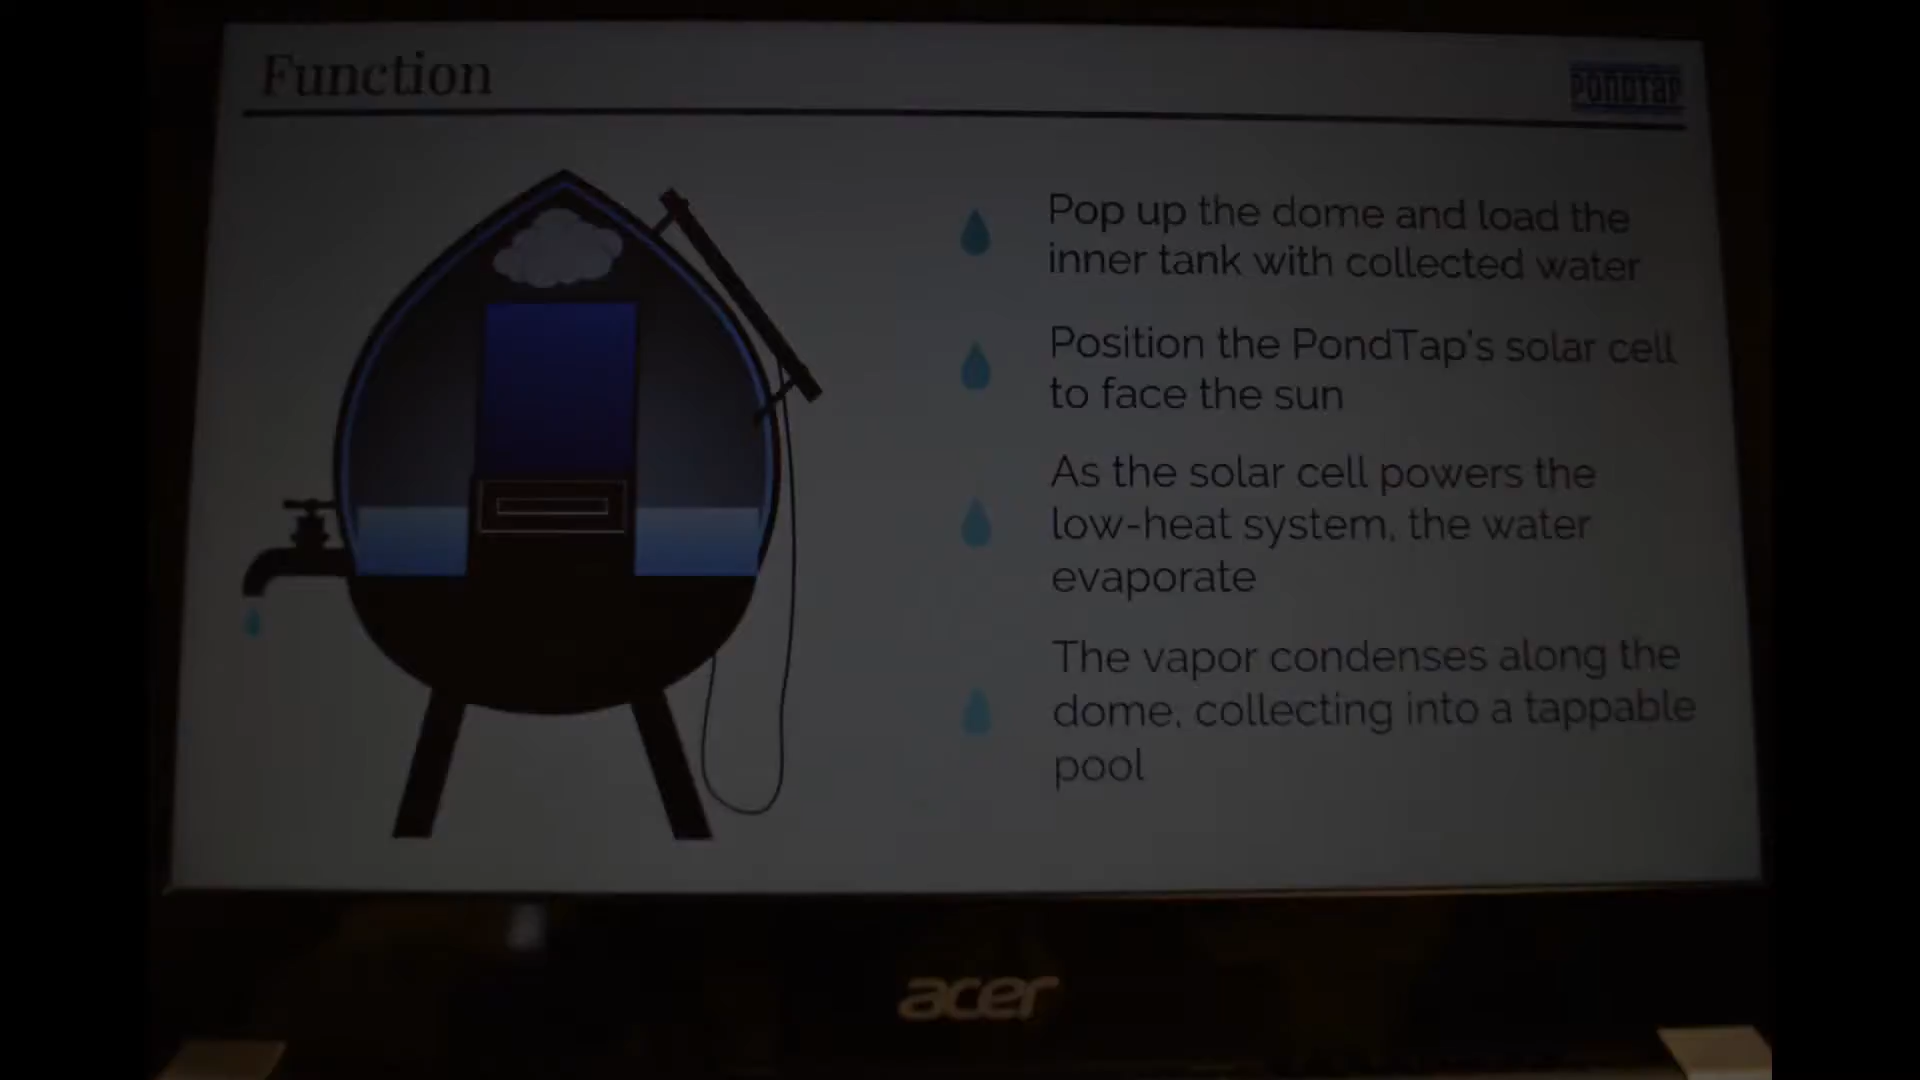 Function
PONDTAP
Pop up the dome and load the
inner tank with collected water
Position the PondTap's solar cell
to face the sun
As the solar cell powers the
low-heat system, the water
evaporate
The vapor condenses along the
dome, collecting into a tappable
pool
acer